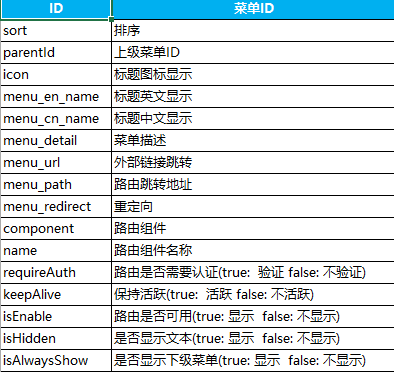 ID 菜单ID
sort 排序
parentId 上级菜单ID
icon 标题图标显示
menu_en_name 标题英文显示
menu_cn_name 标题中文显示
menu_detail 菜单描述
menu_url 外部链接跳转
menu_path 路由跳转地址
menu_redirect 重定向
component 路由组件
name 路由组件名称
requireAuth 路由是否需要认证(true: 验证 false: 不验证)
keepAlive 保持活跃(true: 活跃 false: 不活跃)
isEnable 路由是否可用(true: 显示 false: 不显示)
isHidden 是否显示文本(true: 显示 false: 不显示)
isAlwaysShow 是否显示下级菜单(true: 显示 false: 不显示)